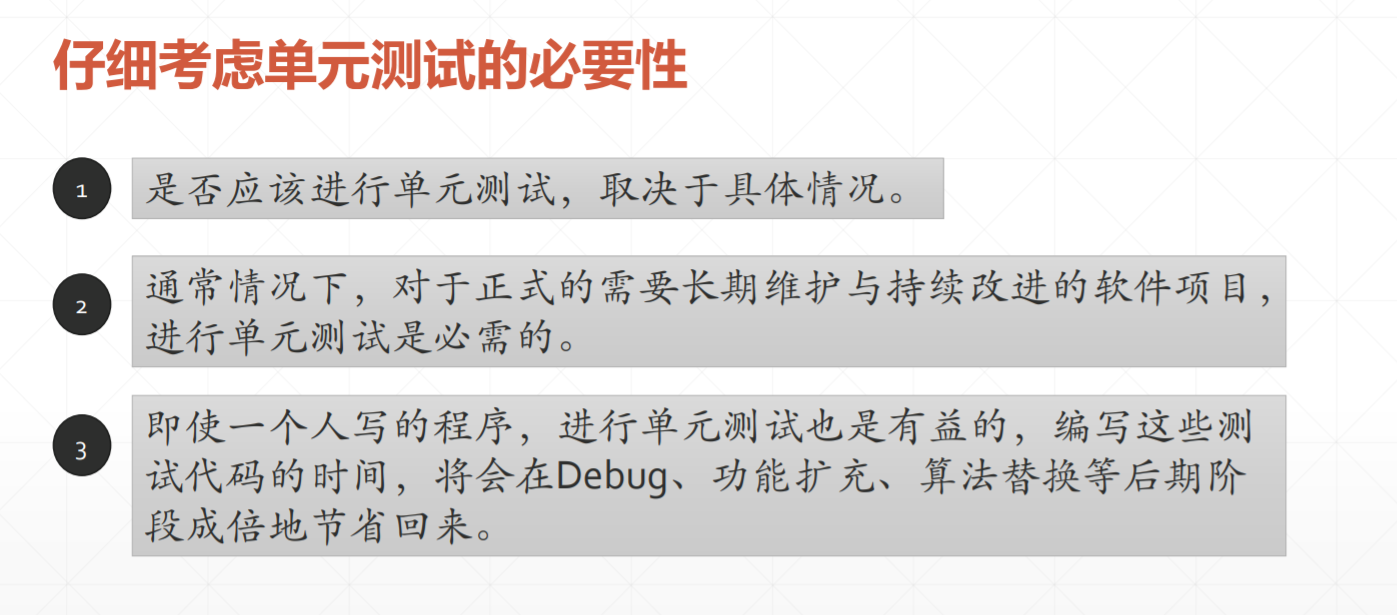 仔细考虑单元测试的必要性
1
是否应该进行单元测试，取决于具体情况。
2
通常情况下，对于正式的需要长期维护与持续改进的软件项目，
进行单元测试是必需的。
3
即使一个人写的程序，进行单元测试也是有益的，编写这些测
试代码的时间，将会在Debug、功能扩充、算法替换等后期阶
段成倍地节省回来。